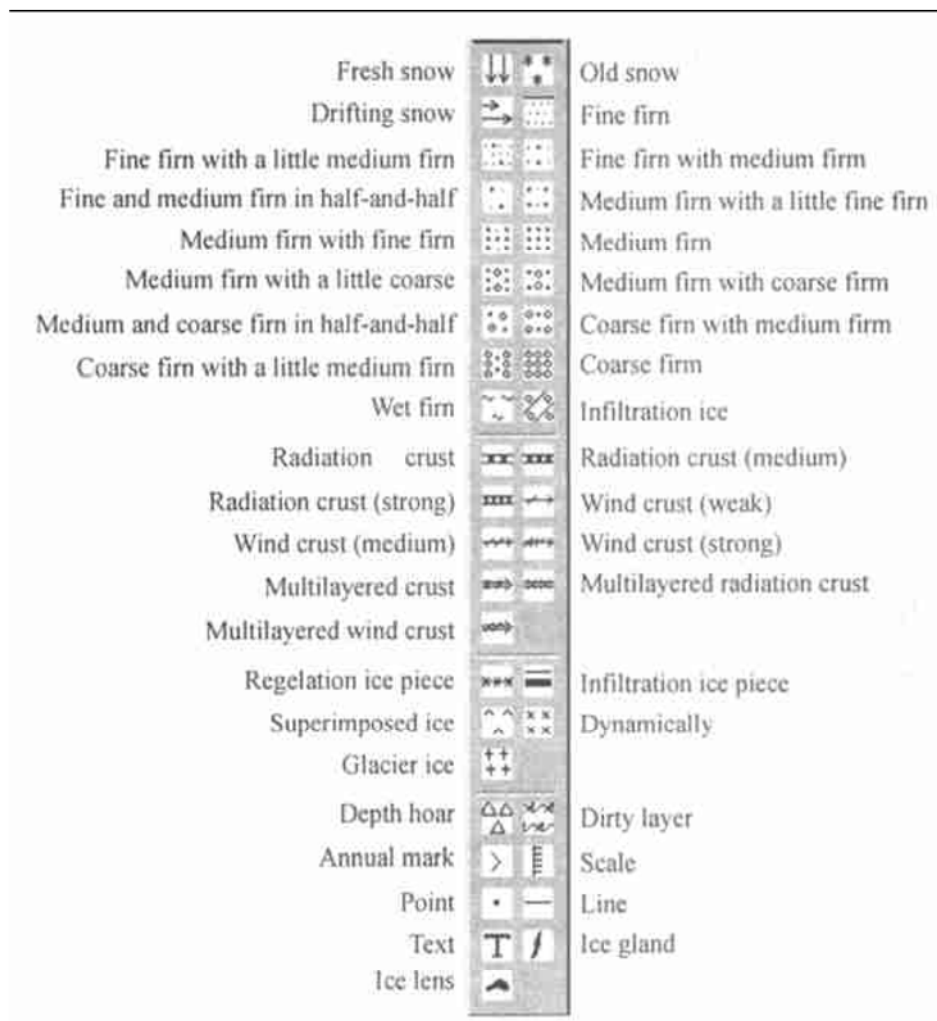 Fresh snow Old snow
Drifting snow Fine firn
Fine firn with a little medium firn Fine firn with medium firm
Fine and medium firn in half-and-half Medium firn with a little fine firn
Medium firn with fine firn Medium firn
Medium firn with a little coarse Medium firn with coarse firm
Medium and coarse firn in half-and-half Coarse firn with medium firm
Coarse firn with a little medium firn Coarse firm
Wet firn Infiltration ice
Radiation crust Radiation crust (medium)
Radiation crust (strong) Wind crust (weak)
Wind crust (medium) Wind crust (strong)
Multilayered crust Multilayered radiation crust
Multilayered wind crust
Regelation ice piece Infiltration ice piece
Superimposed ice Dynamically
Glacier ice
Depth hoar Dirty layer
Annual mark Scale
Point Line
Text T Ice gland
Ice lens